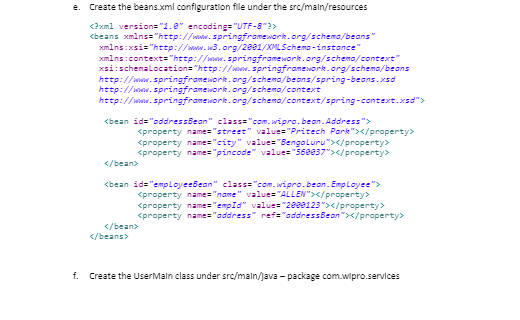 e. Create the beans.xml configuration file under the src/main/resources
<?xml version="1.0" encoding="UTF-8"?>
<beans xmlns="http://www.springframework.org/schema/beans"
xmlns:xsi="http://www.w3.org/2001/XMLSchema-instance"
xmlns:context="http://www.springframework.org/schema/context"
xsi:schemaLocation="http://www.springframework.org/schema/beans
http://www.springframework.org/schema/beans/spring-beans.xsd
http://www.springframework.org/schema/context
http://www.springframework.org/schema/context/spring-context.xsd">
<bean id="addressBean" class="com.wipro.bean.Address">
<property name="street" value="Pritech Park"></property>
<property name="city" value="Bengaluru"></property>
<property name="pincode" value="560037"></property>
</bean>
<bean id="employeeBean" class="com.wipro.bean.Employee">
<property name="name" value="ALLEN"></property>
<property name="empId" value="2000123"></property>
<property name="address" ref="addressBean"></property>
</bean>
</beans>
f. Create the UserMain class under src/main/java – package com.wipro.services